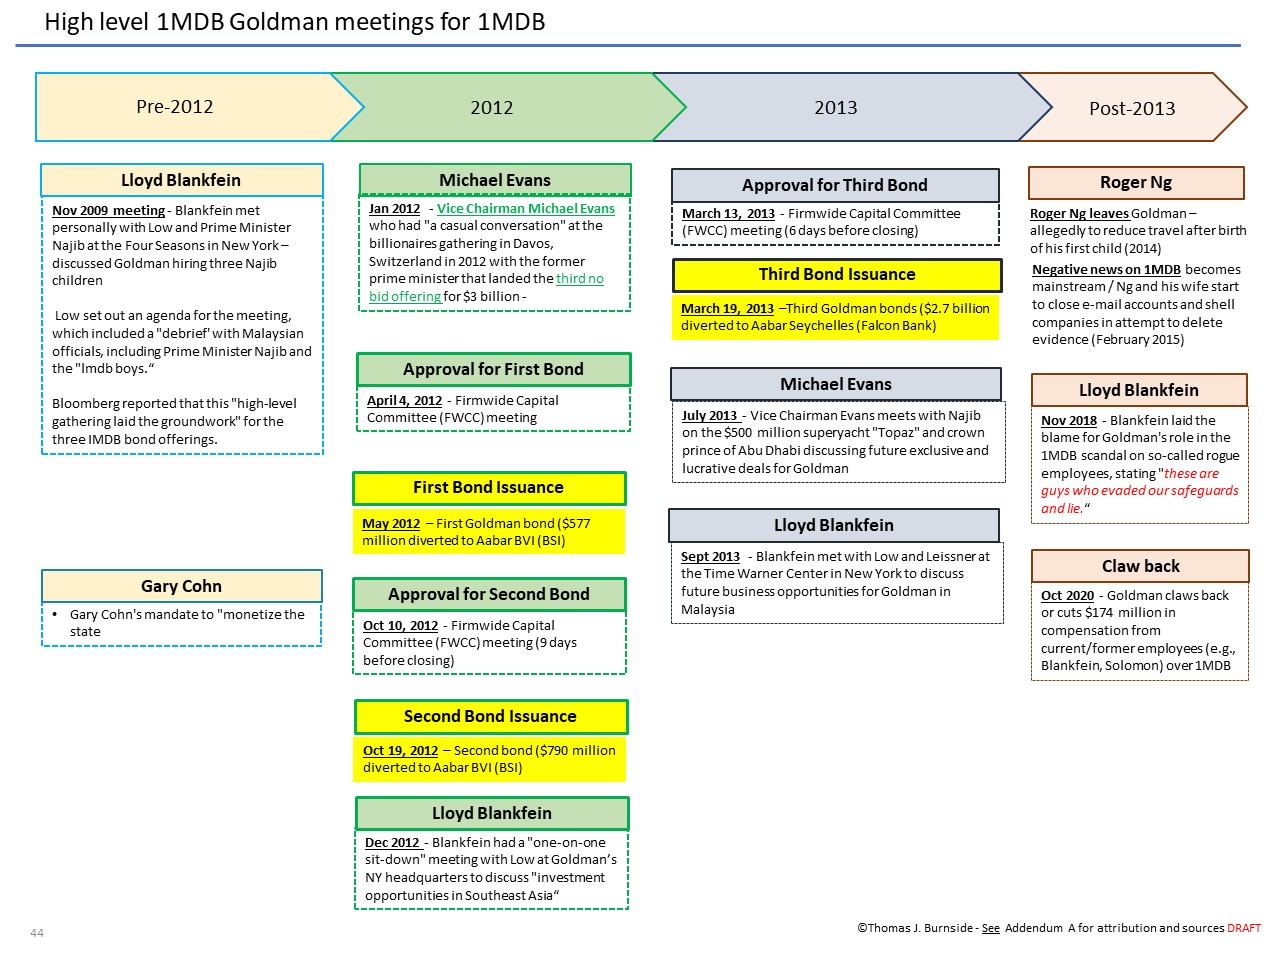 High level 1MDB Goldman meetings for 1MDB
Pre-2012
2012
2013
Post-2013
Lloyd Blankfein
Nov 2009 meeting - Blankfein met
personally with Low and Prime Minister
Najib at the Four Seasons in New York –
discussed Goldman hiring three Najib
children
Low set out an agenda for the meeting,
which included a "debrief' with Malaysian
officials, including Prime Minister Najib and
the "lmdb boys.“
Bloomberg reported that this "high-level
gathering laid the groundwork" for the
three IMDB bond offerings.
Gary Cohn
• Gary Cohn's mandate to "monetize the
state
Michael Evans
Jan 2012 - Vice Chairman Michael Evans
who had "a casual conversation" at the
billionaires gathering in Davos,
Switzerland in 2012 with the former
prime minister that landed the third no
bid offering for $3 billion -
Approval for First Bond
April 4, 2012 - Firmwide Capital
Committee (FWCC) meeting
First Bond Issuance
May 2012 – First Goldman bond ($577
million diverted to Aabar BVI (BSI)
Approval for Second Bond
Oct 10, 2012 - Firmwide Capital
Committee (FWCC) meeting (9 days
before closing)
Second Bond Issuance
Oct 19, 2012 – Second bond ($790 million
diverted to Aabar BVI (BSI)
Lloyd Blankfein
Dec 2012 - Blankfein had a "one-on-one
sit-down" meeting with Low at Goldman’s
NY headquarters to discuss "investment
opportunities in Southeast Asia“
Approval for Third Bond
March 13, 2013 - Firmwide Capital Committee
(FWCC) meeting (6 days before closing)
Third Bond Issuance
March 19, 2013 –Third Goldman bonds ($2.7 billion
diverted to Aabar Seychelles (Falcon Bank)
Michael Evans
July 2013 - Vice Chairman Evans meets with Najib
on the $500 million superyacht "Topaz" and crown
prince of Abu Dhabi discussing future exclusive and
lucrative deals for Goldman
Lloyd Blankfein
Sept 2013 - Blankfein met with Low and Leissner at
the Time Warner Center in New York to discuss
future business opportunities for Goldman in
Malaysia
Roger Ng
Roger Ng leaves Goldman –
allegedly to reduce travel after birth
of his first child (2014)
Negative news on 1MDB becomes
mainstream / Ng and his wife start
to close e-mail accounts and shell
companies in attempt to delete
evidence (February 2015)
Lloyd Blankfein
Nov 2018 - Blankfein laid the
blame for Goldman's role in the
1MDB scandal on so-called rogue
employees, stating "these are
guys who evaded our safeguards
and lie.“
Claw back
Oct 2020 - Goldman claws back
or cuts $174 million in
compensation from
current/former employees (e.g.,
Blankfein, Solomon) over 1MDB
44
©Thomas J. Burnside - See Addendum A for attribution and sources DRAFT